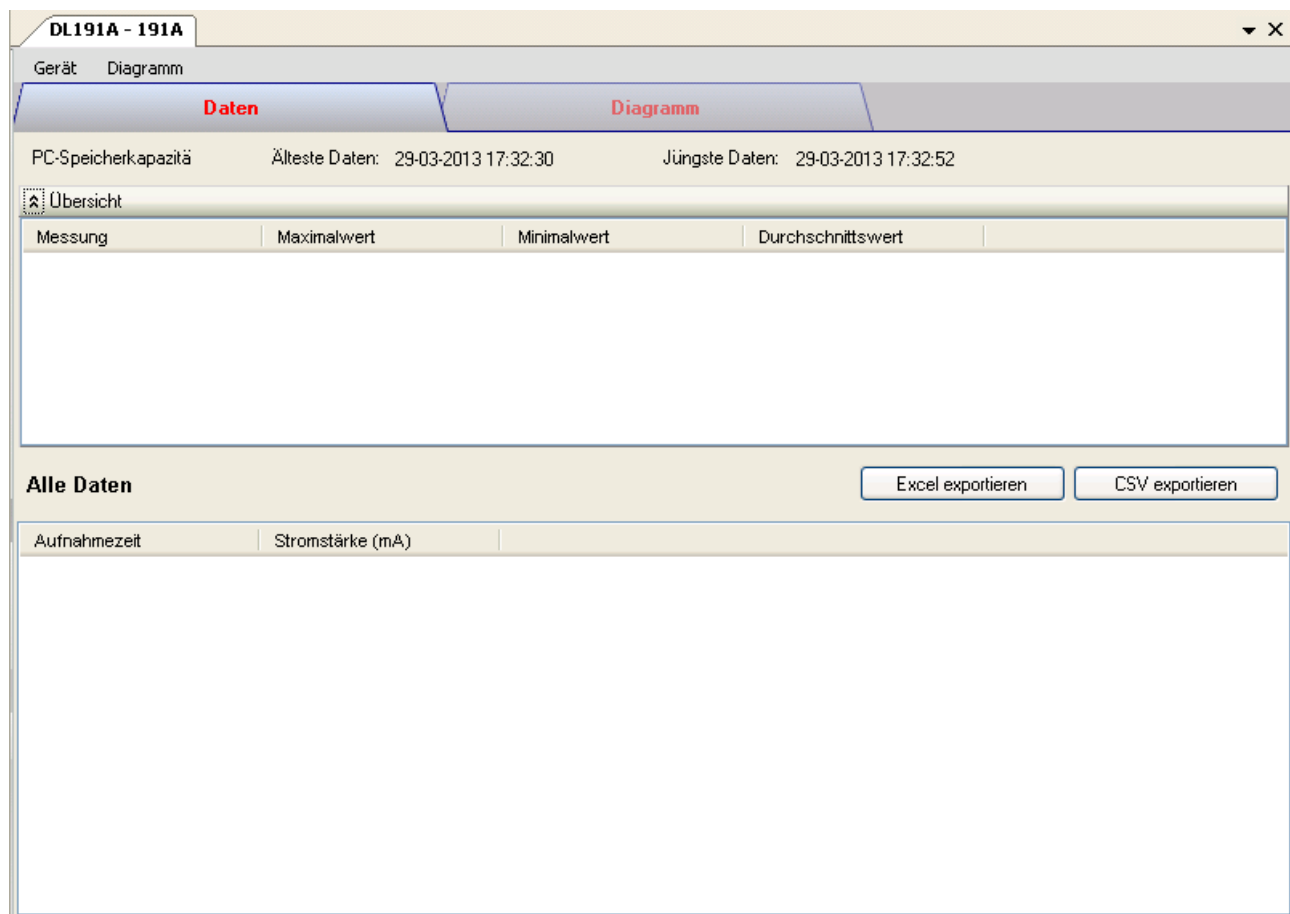 DL191A - 191A
Gerät Diagramm
Daten Diagramm
PC-Speicherkapazitä Älteste Daten: 29-03-2013 17:32:30 Jüngste Daten: 29-03-2013 17:32:52
Übersicht
Messung Maximalwert Minimalwert Durchschnittswert
Alle Daten Excel exportieren CSV exportieren
Aufnahmezeit Stromstärke (mA)